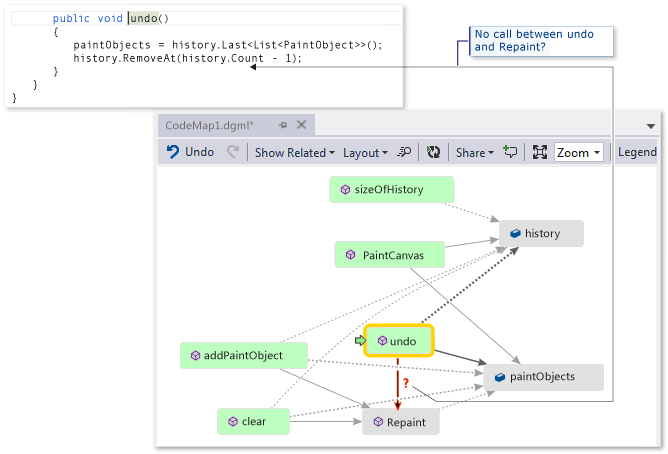 public void undo()
{
paintObjects = history.Last<List<PaintObject>>();
history.RemoveAt(history.Count - 1);
}
}
}
No call between undo
and Repaint?
CodeMap1.dgml*
Undo Show Related Layout Share Zoom Legend
sizeOfHistory
history
PaintCanvas
undo
addPaintObject
paintObjects
?
clear
Repaint